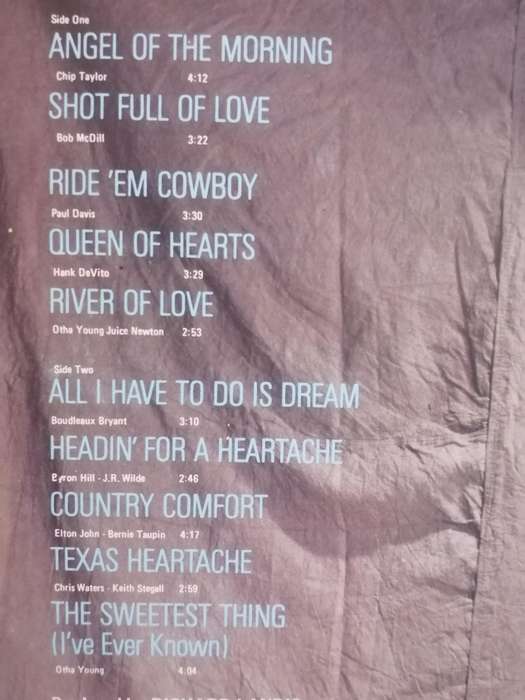 Side One
ANGEL OF THE MORNING
Chip Taylor 4:12
SHOT FULL OF LOVE
Bob McDill 3:22
RIDE 'EM COWBOY
Paul Davis 3:30
QUEEN OF HEARTS
Hank DeVito 3:29
RIVER OF LOVE
Otha Young Juice Newton 2:53
Side Two
ALL I HAVE TO DO IS DREAM
Boudleaux Bryant 3:10
HEADIN' FOR A HEARTACHE
Byron Hill - J.R. Wilde 2:46
COUNTRY COMFORT
Elton John - Bernie Taupin 4:17
TEXAS HEARTACHE
Chris Waters - Keith Stegall 2:59
THE SWEETEST THING
(I've Ever Known)
Otha Young 4:04